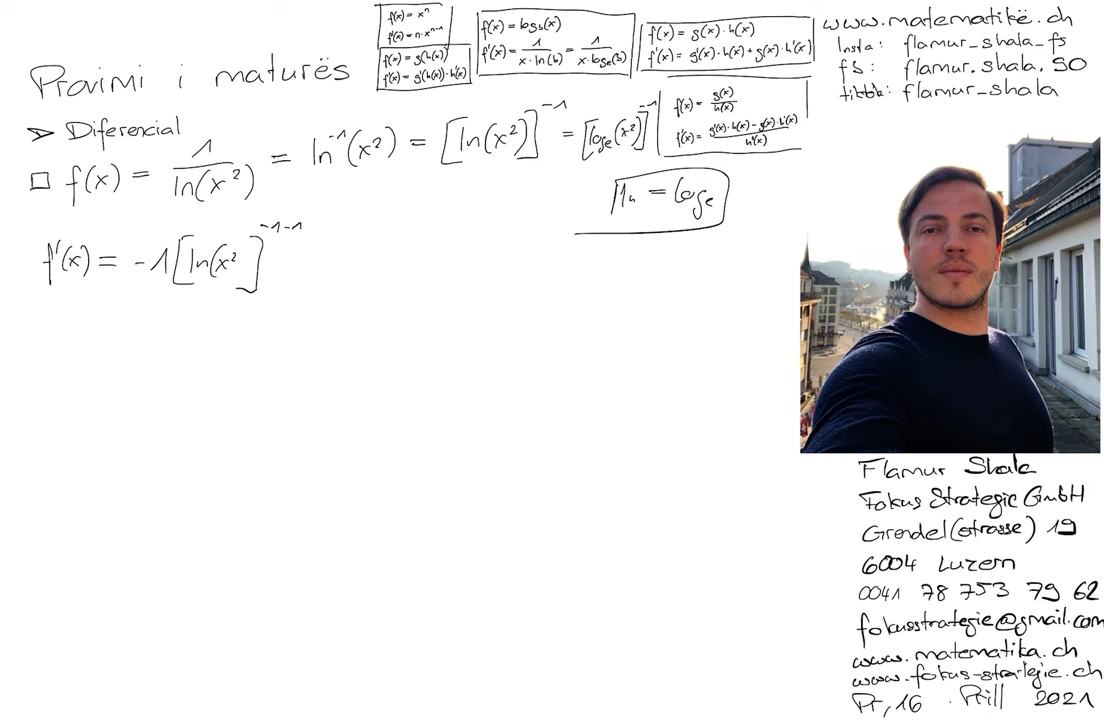 f(x) = xⁿ
f'(x) = n·xⁿ⁻¹
f(x) = g(h(x))
f'(x) = g'(h(x))·h'(x)
f(x) = log_b(x)
f'(x) = 1/(x·ln(b)) = 1/(x·log_e(b))
f(x) = g(x)·h(x)
f'(x) = g'(x)·h(x) + g(x)·h'(x)
f(x) = g(x)/h(x)
f'(x) = (g'(x)·h(x) − g(x)·h'(x))/h²(x)
Provimi i maturës
➤ Diferencial
□ f(x) = 1/ln(x²) = ln⁻¹(x²) = [ln(x²)]⁻¹ = [log_e(x²)]⁻¹
ln = log_e
f'(x) = -1[ln(x²]⁻¹⁻¹
www.matematikë.ch
Insta: flamur_shala_fs
fb: flamur.shala.90
tiktok: flamur_shala
Flamur Shala
Fokus Strategie GmbH
Grendel(strasse) 19
6004 Luzern
0041 78 753 79 62
fokusstrategie@gmail.com
www.matematika.ch
www.fokus-strategie.ch
Pr, 16. Prill 2021